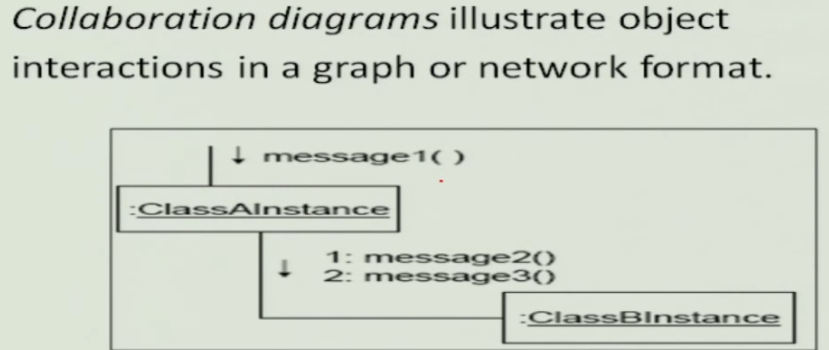 Collaboration diagrams illustrate object
interactions in a graph or network format.
message1( )
:ClassAInstance
1: message2()
2: message3()
:ClassBInstance